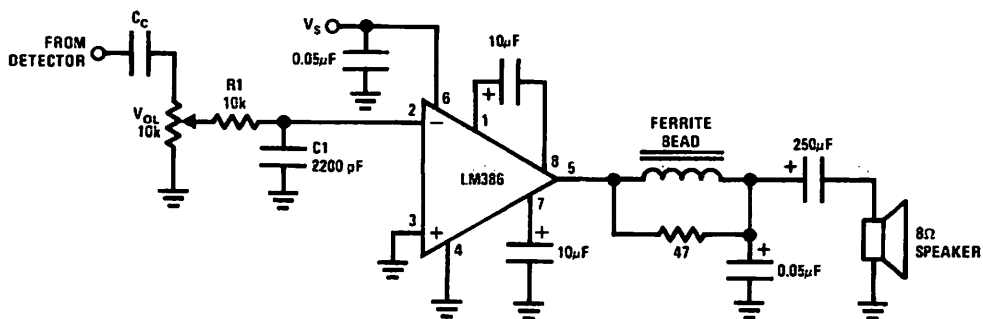 FROM
DETECTOR
CC
VOL
10k
R1
10k
C1
2200 pF
VS
0.05µF
10µF
+
6
2
−
1
8
LM386
5
3
+
4
7
+
10µF
FERRITE
BEAD
47
+
0.05µF
250µF
+
8Ω
SPEAKER